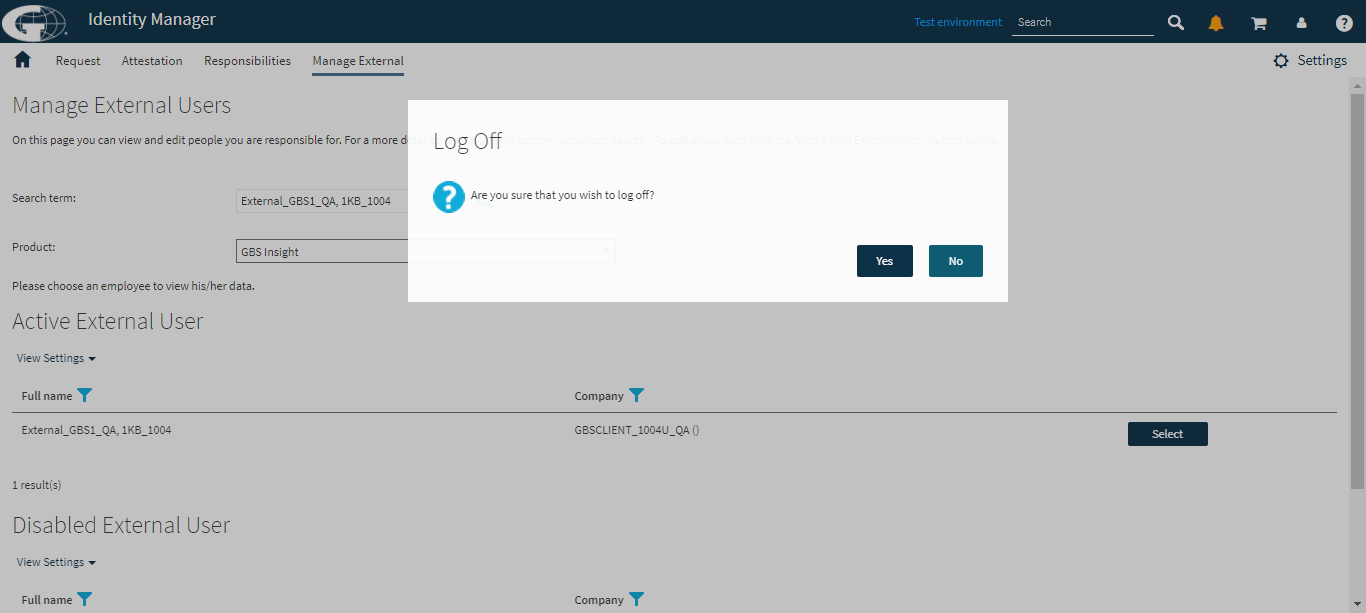 Identity Manager
Test environment
Search
Request
Attestation
Responsibilities
Manage External
Settings
Manage External Users
On this page you can view and edit people you are responsible for. For a more
button "Advanced Search". To add a new user, click the "Add a New External User" button below.
Log Off
Are you sure that you wish to log off?
Search term:
External_GBS1_QA, 1KB_1004
Product:
GBS Insight
Yes
No
Please choose an employee to view his/her data.
Active External User
View Settings
Full name
Company
External_GBS1_QA, 1KB_1004
GBSCLIENT_1004U_QA ()
Select
1 result(s)
Disabled External User
View Settings
Full name
Company